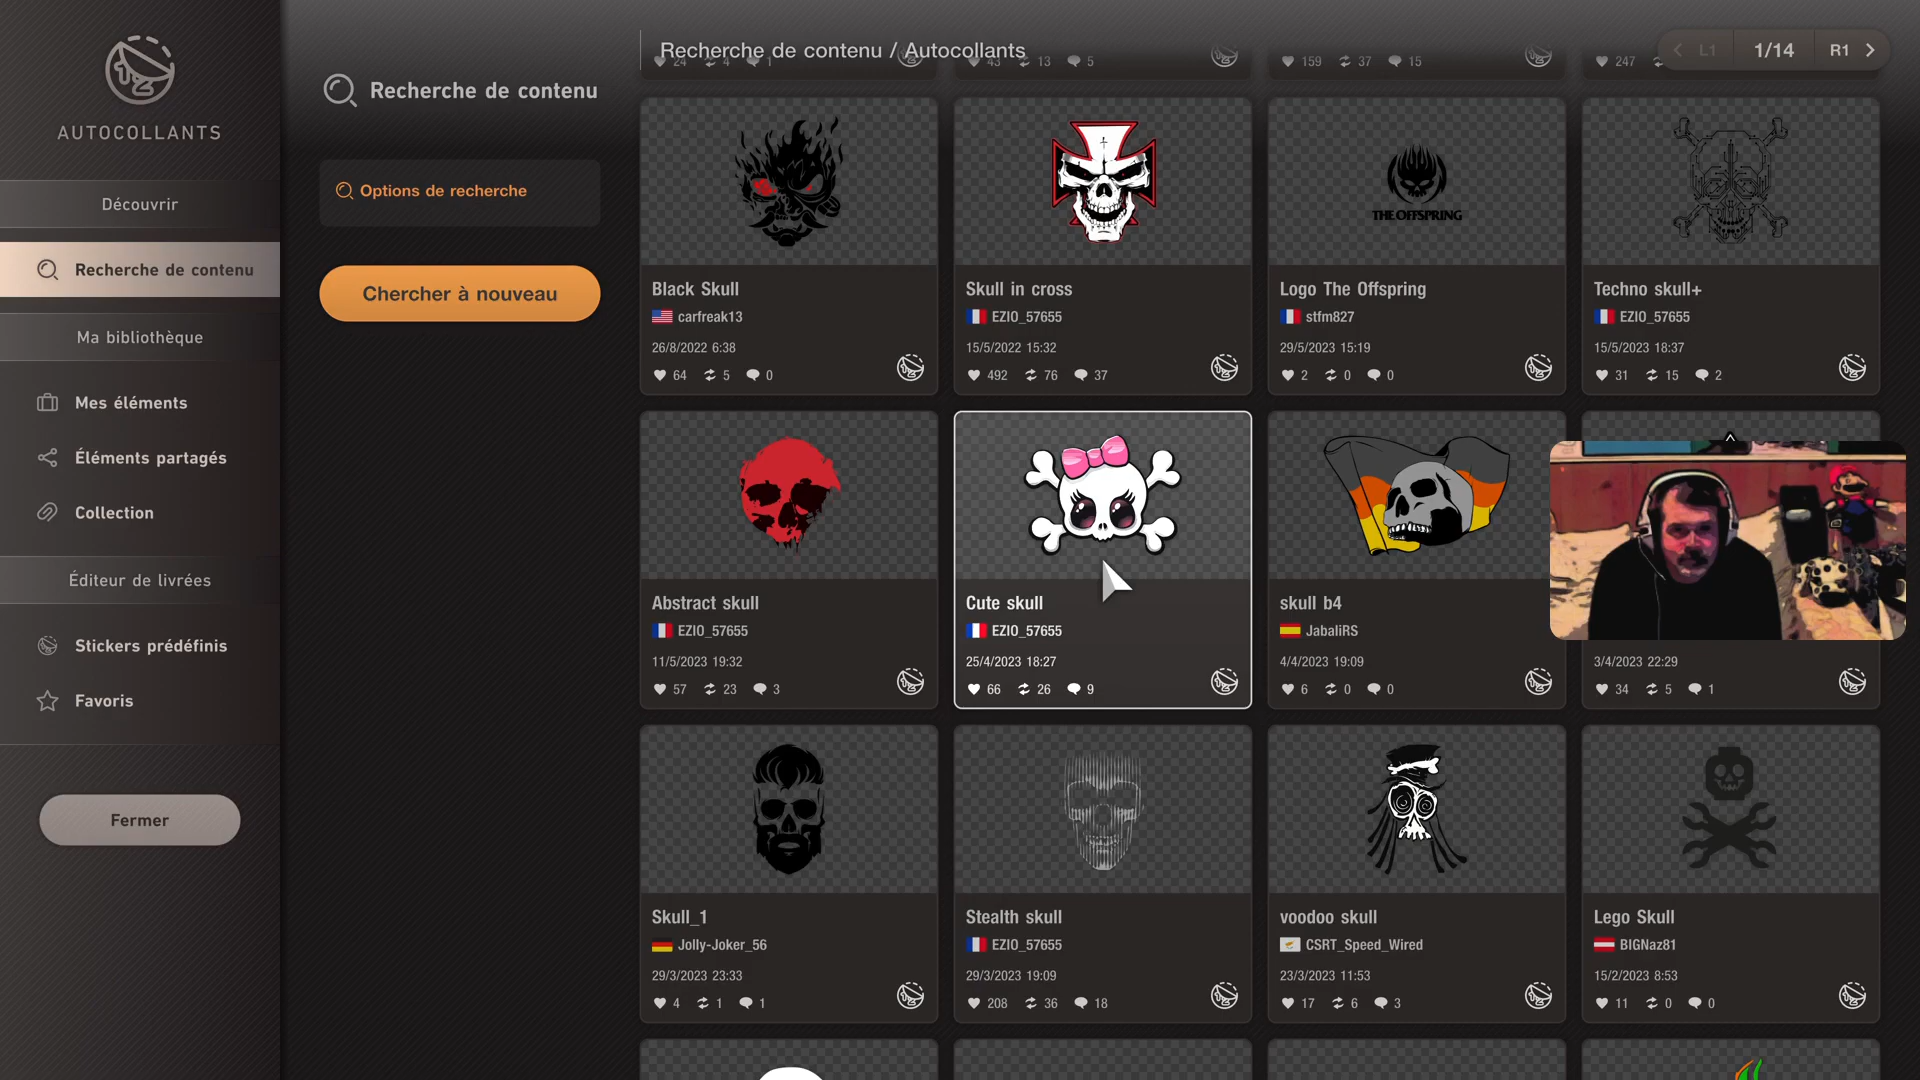 AUTOCOLLANTS
Découvrir
Recherche de contenu
Ma bibliothèque
Mes éléments
Éléments partagés
Collection
Éditeur de livrées
Stickers prédéfinis
Favoris
Fermer
Recherche de contenu
Options de recherche
Chercher à nouveau
Recherche de contenu / Autocollants
L1 1/14 R1
24 4 1
43 13 5
159 37 15
247
THE OFFSPRING
Black Skull
carfreak13
26/8/2022 6:38
64 5 0
Skull in cross
EZIO_57655
15/5/2022 15:32
492 76 37
Logo The Offspring
stfm827
29/5/2023 15:19
2 0 0
Techno skull+
EZIO_57655
15/5/2023 18:37
31 15 2
Abstract skull
EZIO_57655
11/5/2023 19:32
57 23 3
Cute skull
EZIO_57655
25/4/2023 18:27
66 26 9
skull b4
JabaliRS
4/4/2023 19:09
6 0 0
3/4/2023 22:29
34 5 1
Skull_1
Jolly-Joker_56
29/3/2023 23:33
4 1 1
Stealth skull
EZIO_57655
29/3/2023 19:09
208 36 18
voodoo skull
CSRT_Speed_Wired
23/3/2023 11:53
17 6 3
Lego Skull
BIGNaz81
15/2/2023 8:53
11 0 0